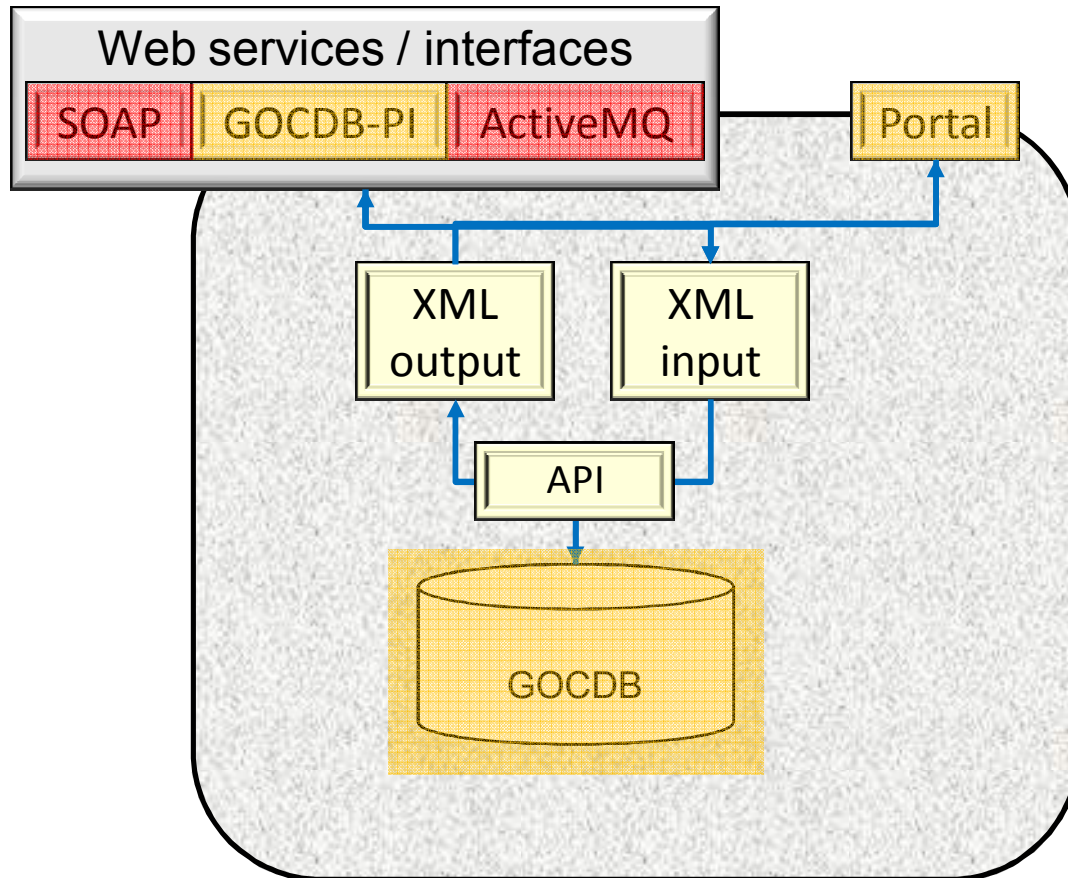 Web services / interfaces
SOAP
GOCDB-PI
ActiveMQ
Portal
XML
output
XML
input
API
GOCDB